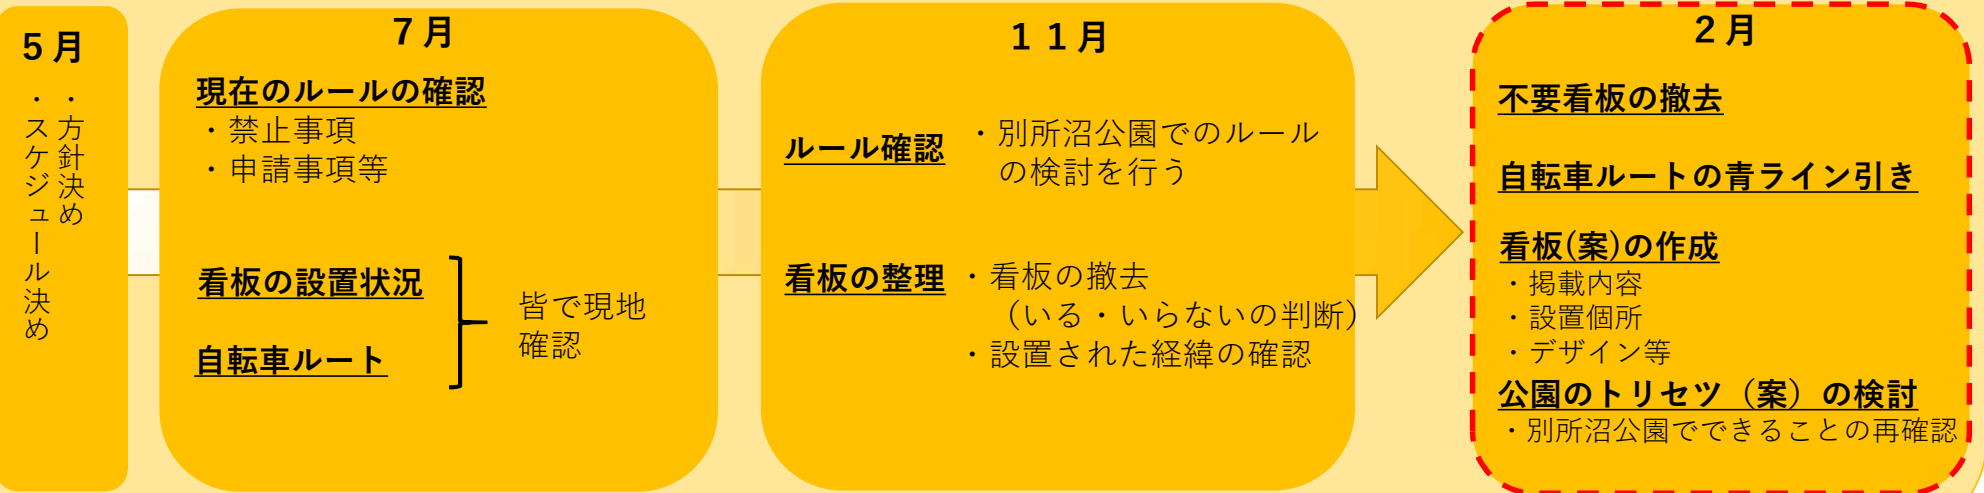 5月
・方針決め
・スケジュール決め
7月
現在のルールの確認
・禁止事項
・申請事項等
看板の設置状況
自転車ルート
皆で現地
確認
11月
ルール確認
・別所沼公園でのルール
の検討を行う
看板の整理
・看板の撤去
(いる・いらないの判断)
・設置された経緯の確認
2月
不要看板の撤去
自転車ルートの青ライン引き
看板(案)の作成
・掲載内容
・設置個所
・デザイン等
公園のトリセツ（案）の検討
・別所沼公園でできることの再確認